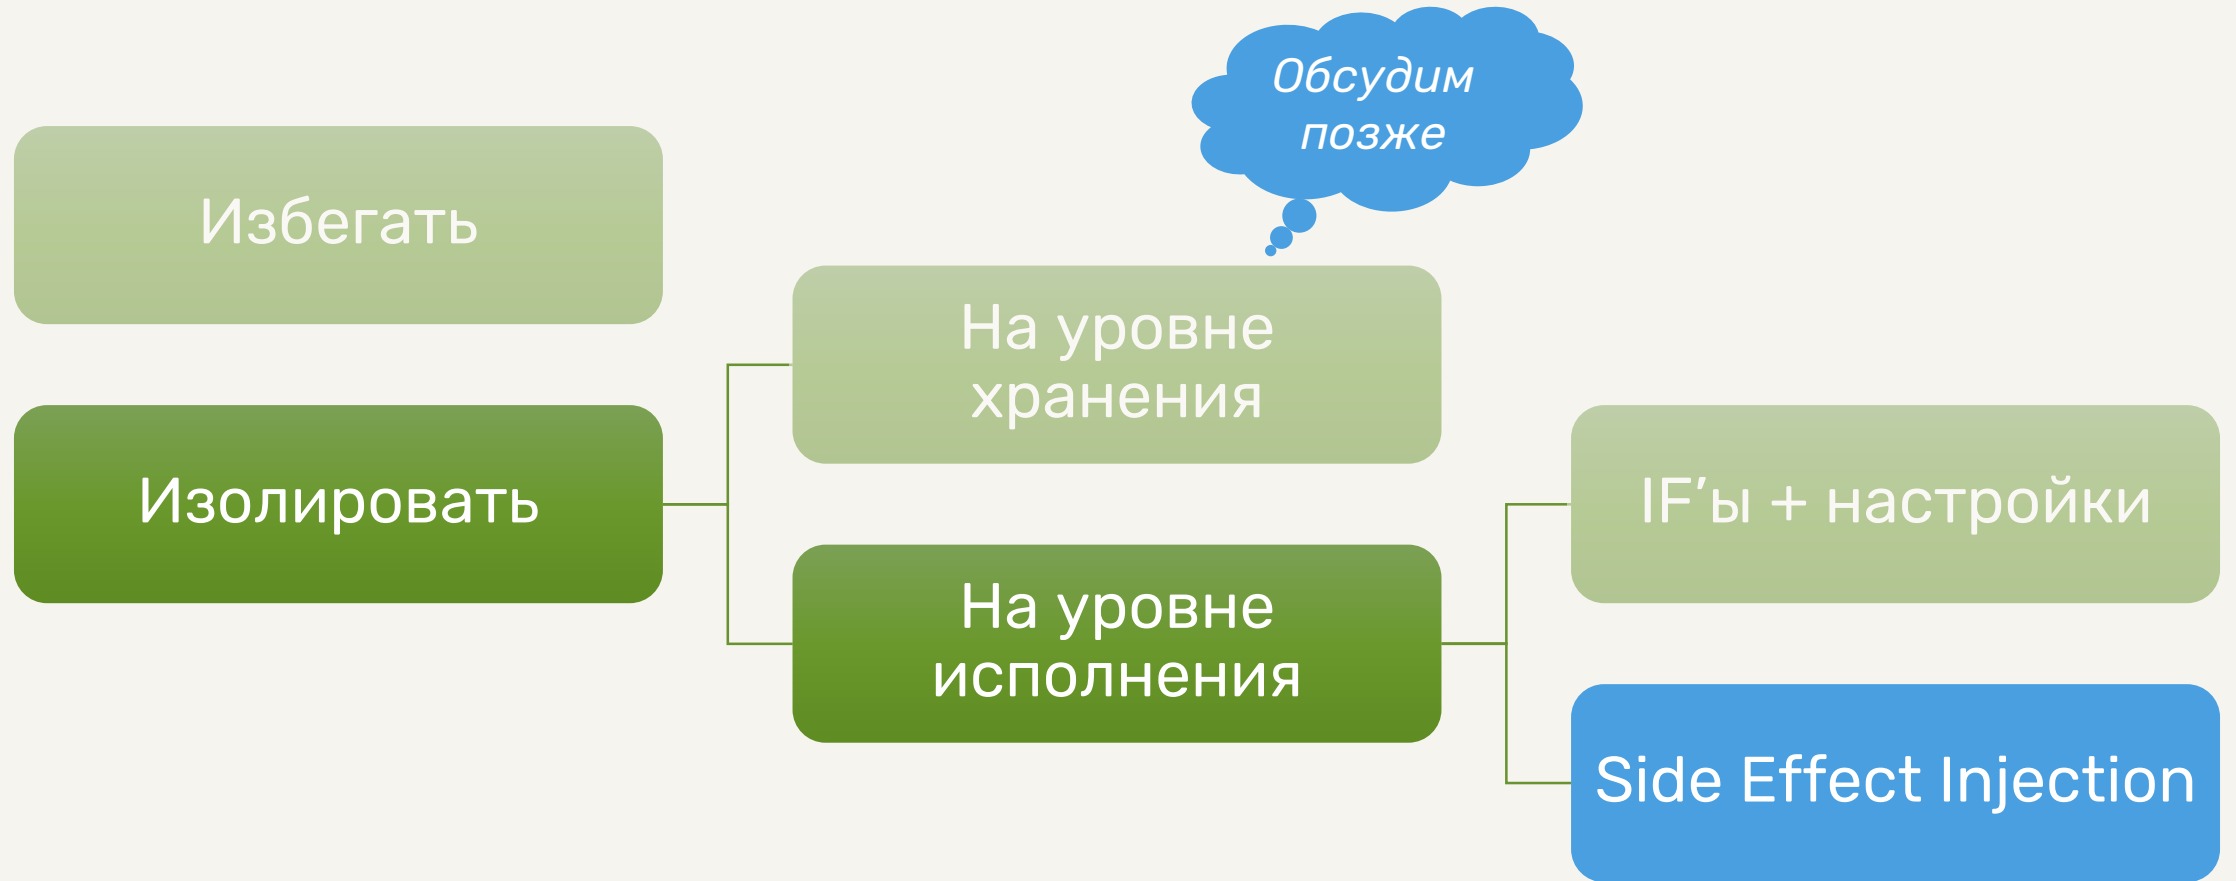 Обсудим
позже
Избегать
На уровне
хранения
Изолировать
IF’ы + настройки
На уровне
исполнения
Side Effect Injection